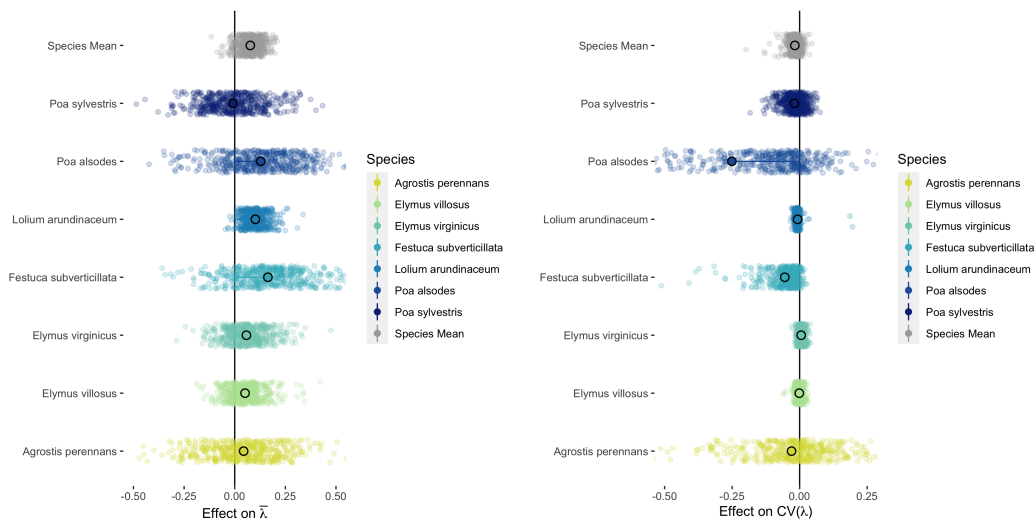 Species Mean
Poa sylvestris
Poa alsodes
Lolium arundinaceum
Festuca subverticillata
Elymus virginicus
Elymus villosus
Agrostis perennans
-0.50 -0.25 0.00 0.25 0.50
Effect on λ̅
Species
Agrostis perennans
Elymus villosus
Elymus virginicus
Festuca subverticillata
Lolium arundinaceum
Poa alsodes
Poa sylvestris
Species Mean
Species Mean
Poa sylvestris
Poa alsodes
Lolium arundinaceum
Festuca subverticillata
Elymus virginicus
Elymus villosus
Agrostis perennans
-0.50 -0.25 0.00 0.25
Effect on CV(λ)
Species
Agrostis perennans
Elymus villosus
Elymus virginicus
Festuca subverticillata
Lolium arundinaceum
Poa alsodes
Poa sylvestris
Species Mean